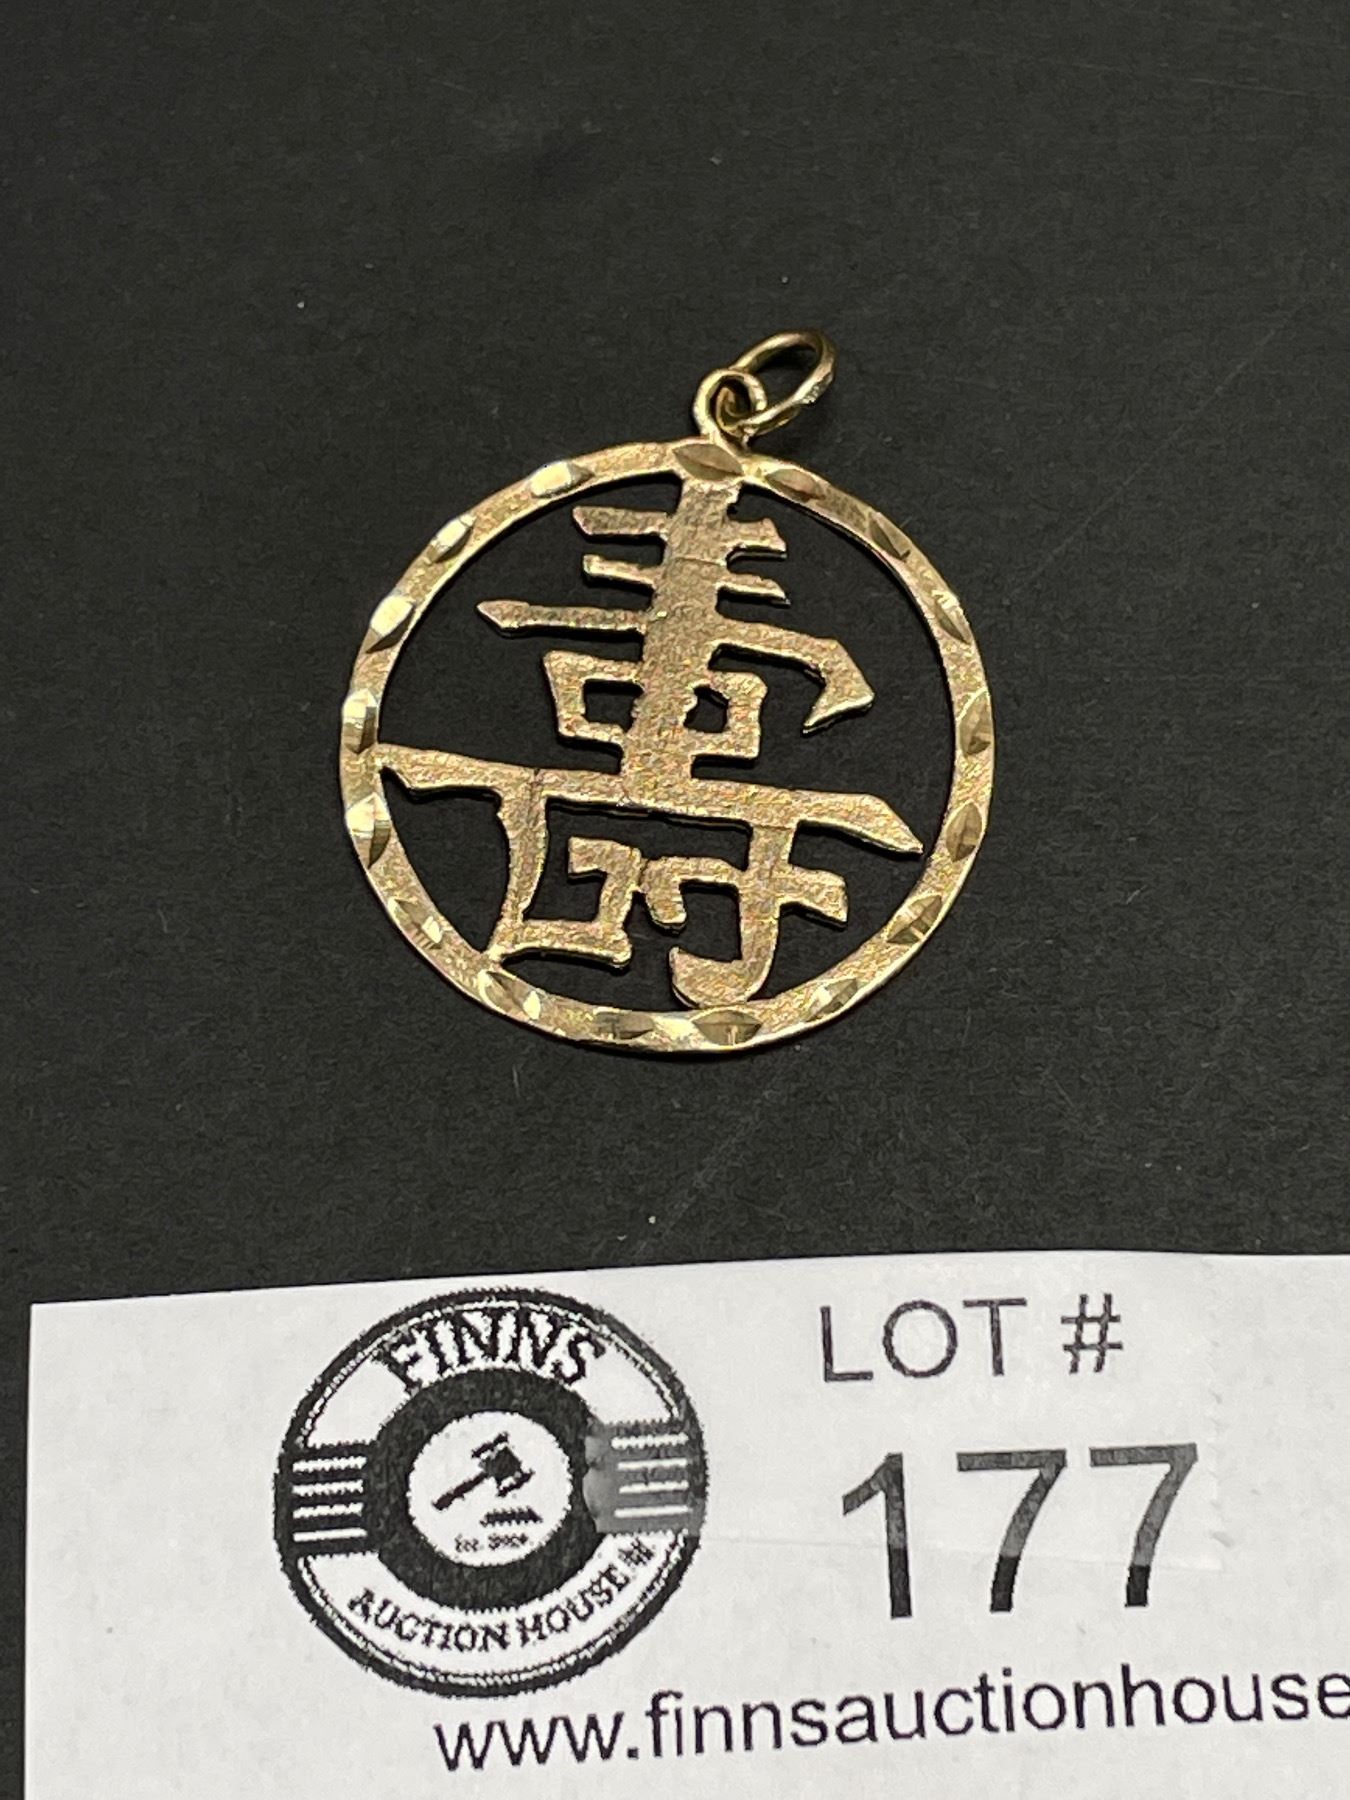 壽
FINNS
AUCTION HOUSE
LOT #
177
www.finnsauctionhouse